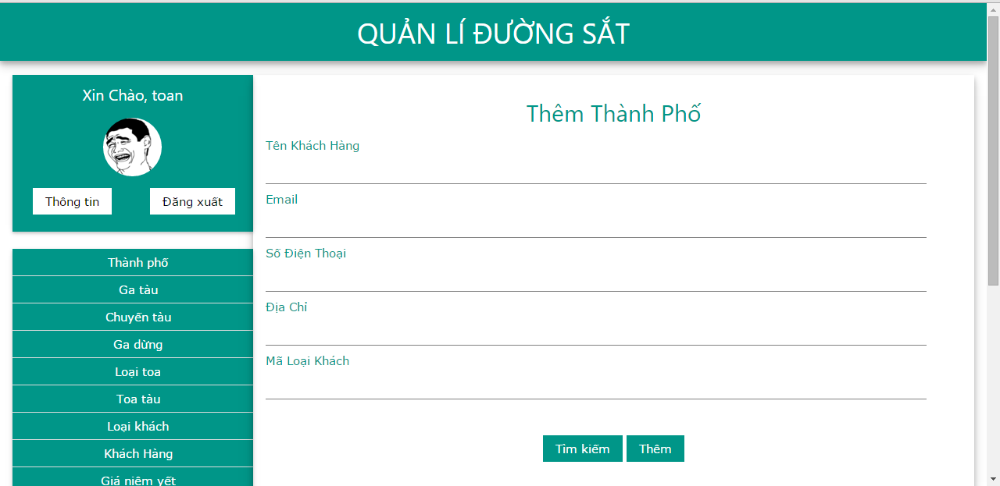 QUẢN LÍ ĐƯỜNG SẮT
Xin Chào, toan
Thông tin
Đăng xuất
Thành phố
Ga tàu
Chuyến tàu
Ga dừng
Loại toa
Toa tàu
Loại khách
Khách Hàng
Giá niêm yết
Thêm Thành Phố
Tên Khách Hàng
Email
Số Điện Thoại
Địa Chỉ
Mã Loại Khách
Tìm kiếm
Thêm